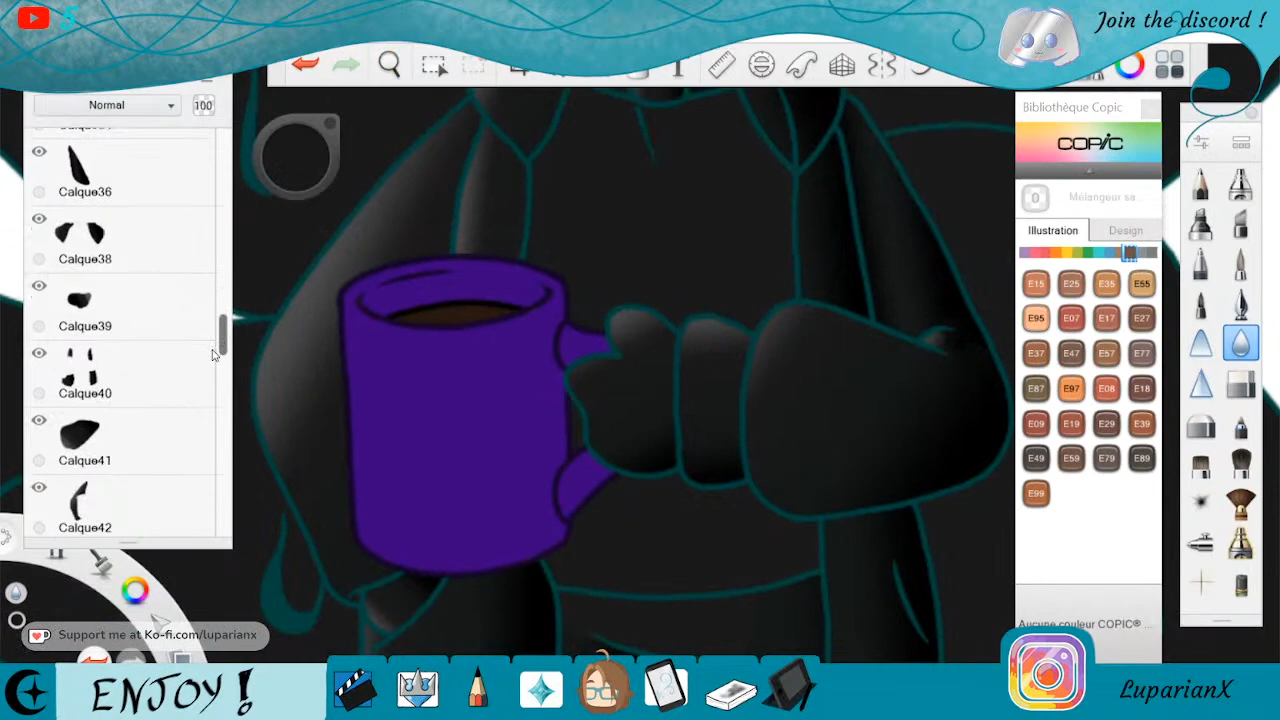 5
Join the discord !
Normal
100
Calque36
Calque38
Calque39
Calque40
Calque41
Calque42
Bibliothèque Copic
COPIC
0
Mélangeur sa...
Illustration
Design
E15 E25 E35 E55
E95 E07 E17 E27
E37 E47 E57 E77
E87 E97 E08 E18
E09 E19 E29 E39
E49 E59 E79 E89
E99
Aucune couleur COPIC® ...
Support me at Ko-fi.com/luparianx
ENJOY !
LuparianX